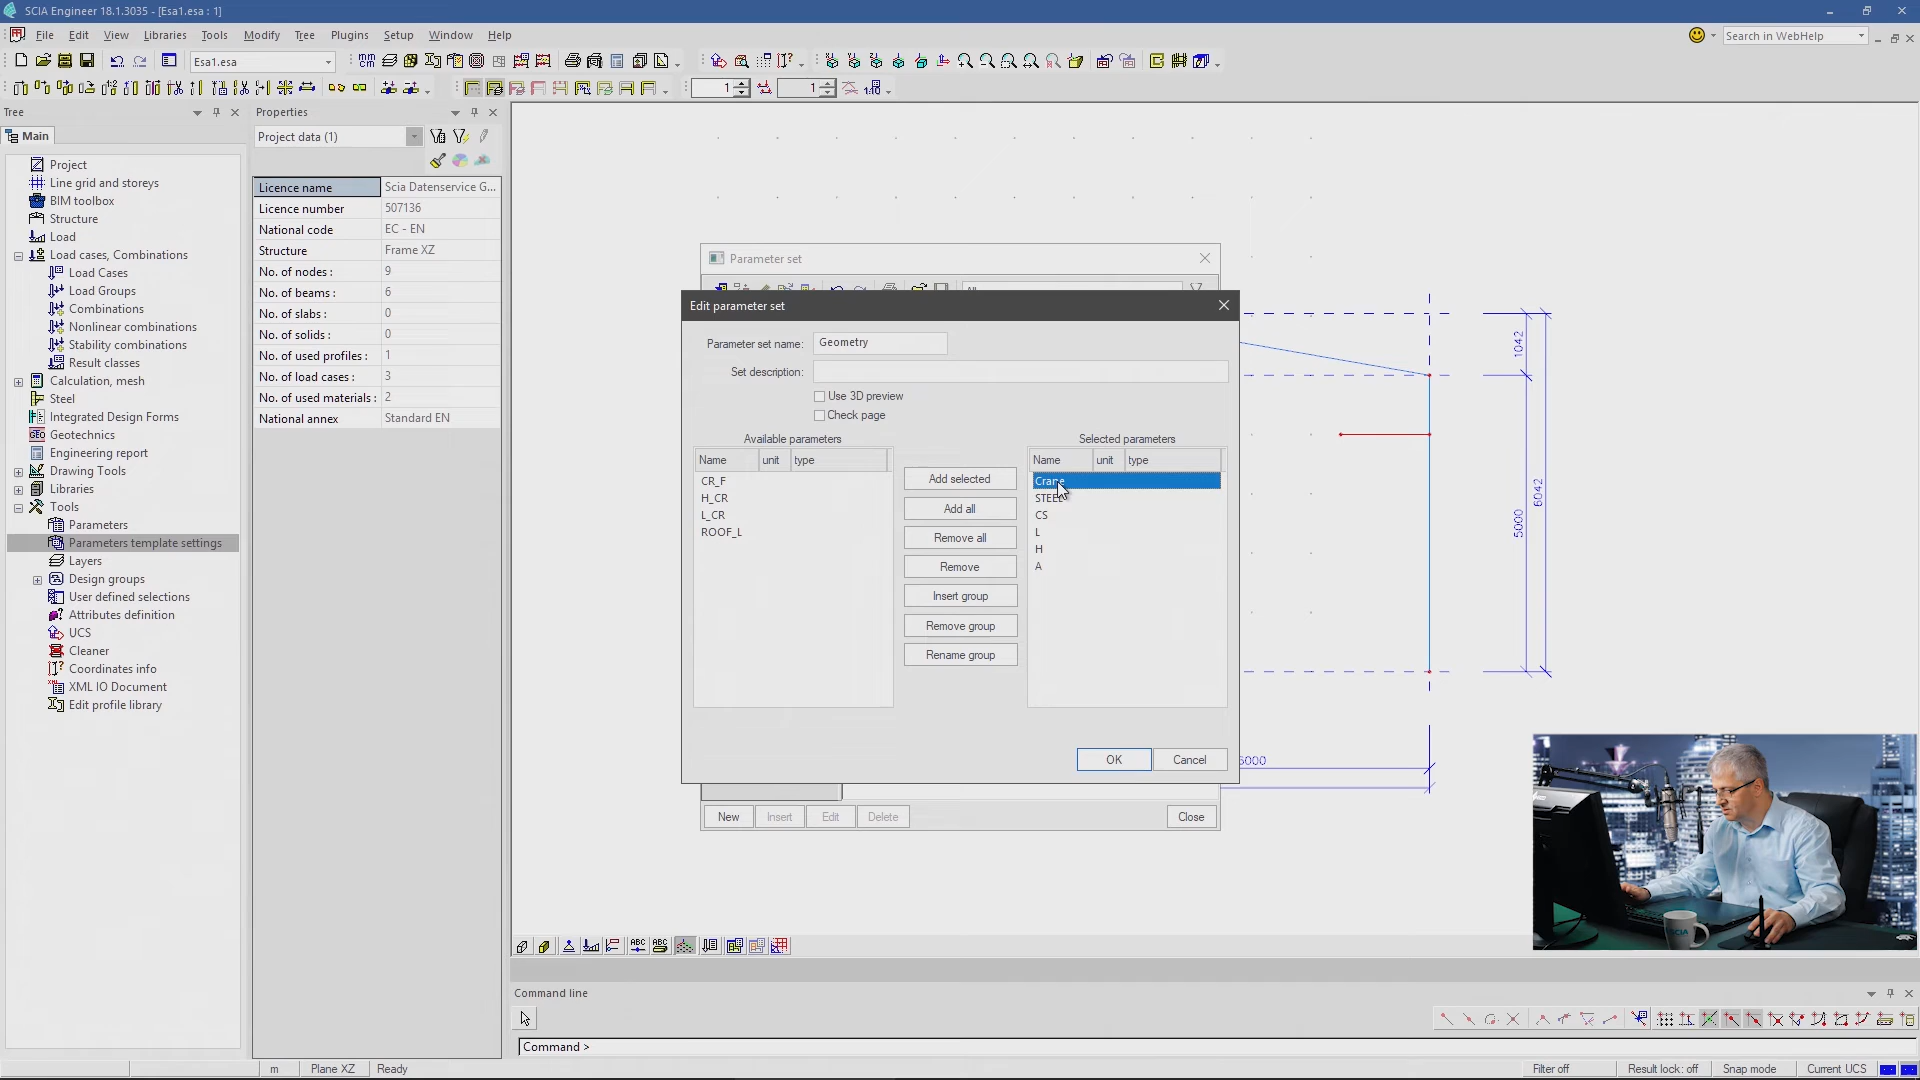 SCIA Engineer 18.1.3035 - [Esa1.esa : 1]
File Edit View Libraries Tools Modify Tree Plugins Setup Window Help
Search in WebHelp
Esa1.esa
1 1
Tree
Main
Project
Line grid and storeys
BIM toolbox
Structure
Load
Load cases, Combinations
Load Cases
Load Groups
Combinations
Nonlinear combinations
Stability combinations
Result classes
Calculation, mesh
Steel
Integrated Design Forms
Geotechnics
Engineering report
Drawing Tools
Libraries
Tools
Parameters
Parameters template settings
Layers
Design groups
User defined selections
Attributes definition
UCS
Cleaner
Coordinates info
XML IO Document
Edit profile library
Properties
Project data (1)
Licence name Scia Datenservice G...
Licence number 507136
National code EC - EN
Structure Frame XZ
No. of nodes : 9
No. of beams : 6
No. of slabs : 0
No. of solids : 0
No. of used profiles : 1
No. of load cases : 3
No. of used materials : 2
National annex Standard EN
Parameter set
Edit parameter set
Parameter set name: Geometry
Set description:
Use 3D preview
Check page
Available parameters
Name unit type
CR_F
H_CR
L_CR
ROOF_L
Add selected
Add all
Remove all
Remove
Insert group
Remove group
Rename group
Selected parameters
Name unit type
Crane
STEEL
CS
L
H
A
OK Cancel
New Insert Edit Delete Close
1042
5000
6042
6000
SCIA
Command line
Command >
m Plane XZ Ready
Filter off Result lock: off Snap mode Current UCS